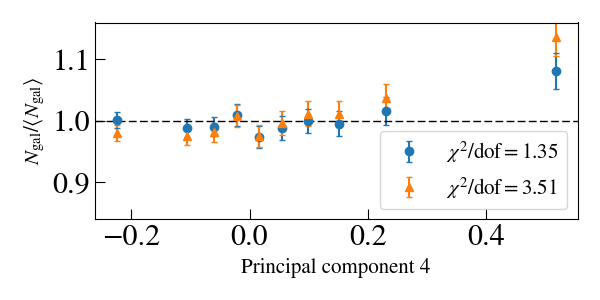 1.1
1.0
0.9
N_gal/⟨N_gal⟩
χ²/dof = 1.35
χ²/dof = 3.51
−0.2 0.0 0.2 0.4
Principal component 4